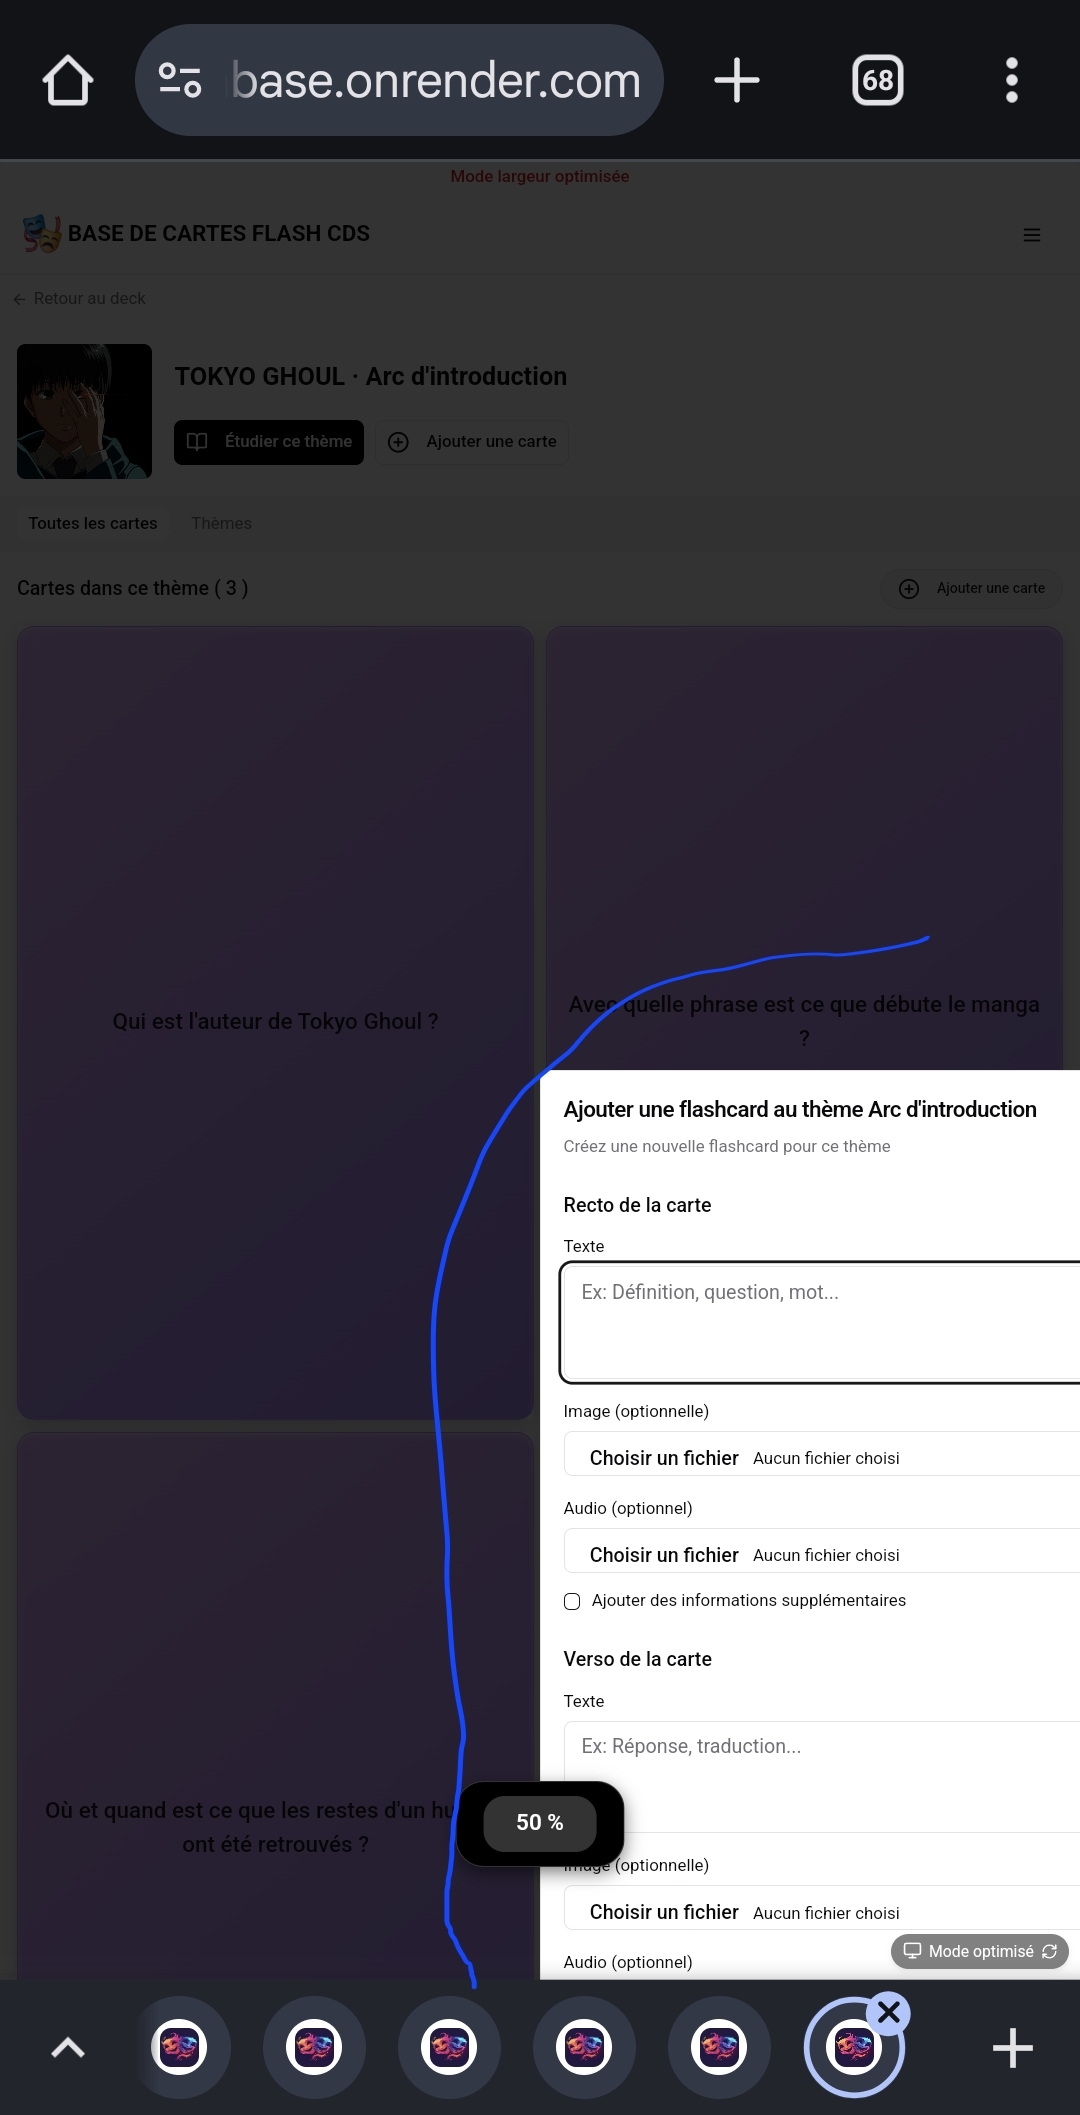 base.onrender.com
68
Mode largeur optimisée
BASE DE CARTES FLASH CDS
Retour au deck
TOKYO GHOUL · Arc d'introduction
Étudier ce thème
Ajouter une carte
Toutes les cartes
Thèmes
Cartes dans ce thème ( 3 )
Ajouter une carte
Qui est l'auteur de Tokyo Ghoul ?
Avec quelle phrase est ce que débute le manga
?
Ajouter une flashcard au thème Arc d'introduction
Créez une nouvelle flashcard pour ce thème
Recto de la carte
Texte
Ex: Définition, question, mot...
Image (optionnelle)
Choisir un fichier Aucun fichier choisi
Audio (optionnel)
Choisir un fichier Aucun fichier choisi
Ajouter des informations supplémentaires
Verso de la carte
Texte
Ex: Réponse, traduction...
Où et quand est ce que les restes d'un
ont été retrouvés ?
50 %
Image (optionnelle)
Choisir un fichier Aucun fichier choisi
Mode optimisé
Audio (optionnel)